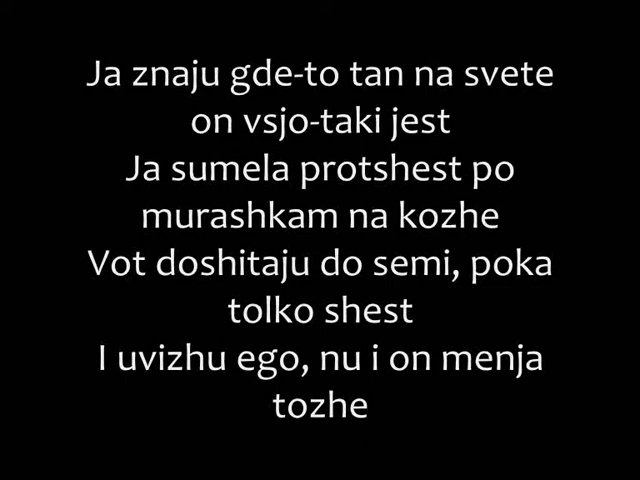 Ja znaju gde-to tan na svete
on vsjo-taki jest
Ja sumela protshest po
murashkam na kozhe
Vot doshitaju do semi, poka
tolko shest
I uvizhu ego, nu i on menja
tozhe